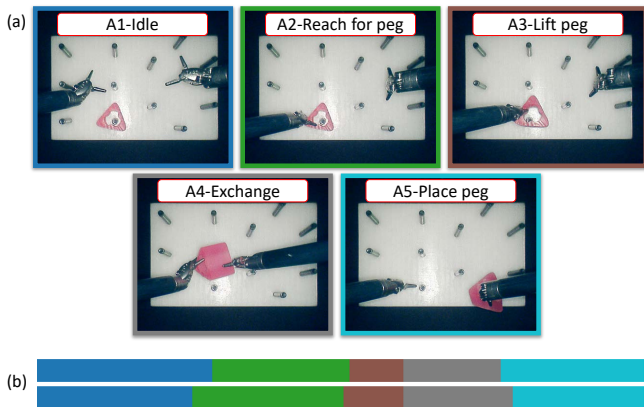 (a)
A1-Idle
A2-Reach for peg
A3-Lift peg
A4-Exchange
A5-Place peg
(b)